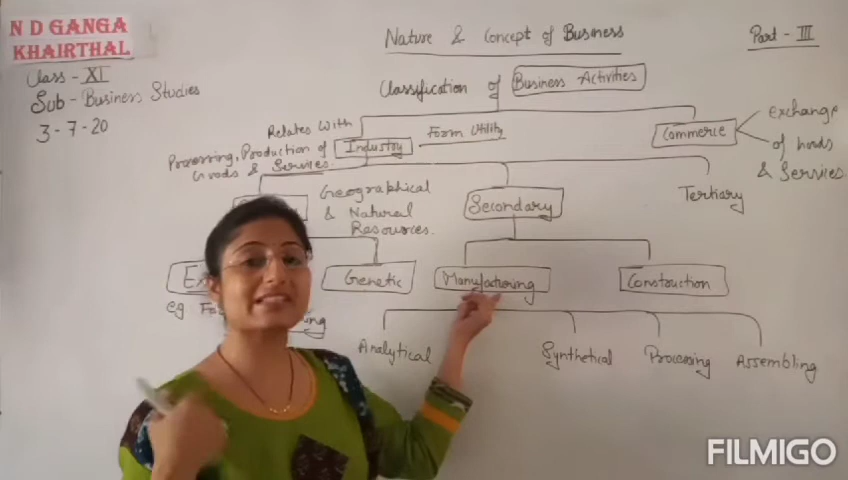 N D GANGA
KHAIRTHAL
Class - XI
Sub - Business Studies
3-7-20
Nature & Concept of Business
Part - III
Classification of Business Activities
Relates With
Processing, Production of
Goods & Services.
Industry
Form Utility
Commerce
exchange
of Goods
& Services
Geographical
& Natural
Resources.
Secondary
Tertiary
Genetic
Manufacturing
Construction
eg
Analytical
Synthetical
Processing
Assembling
FILMIGO